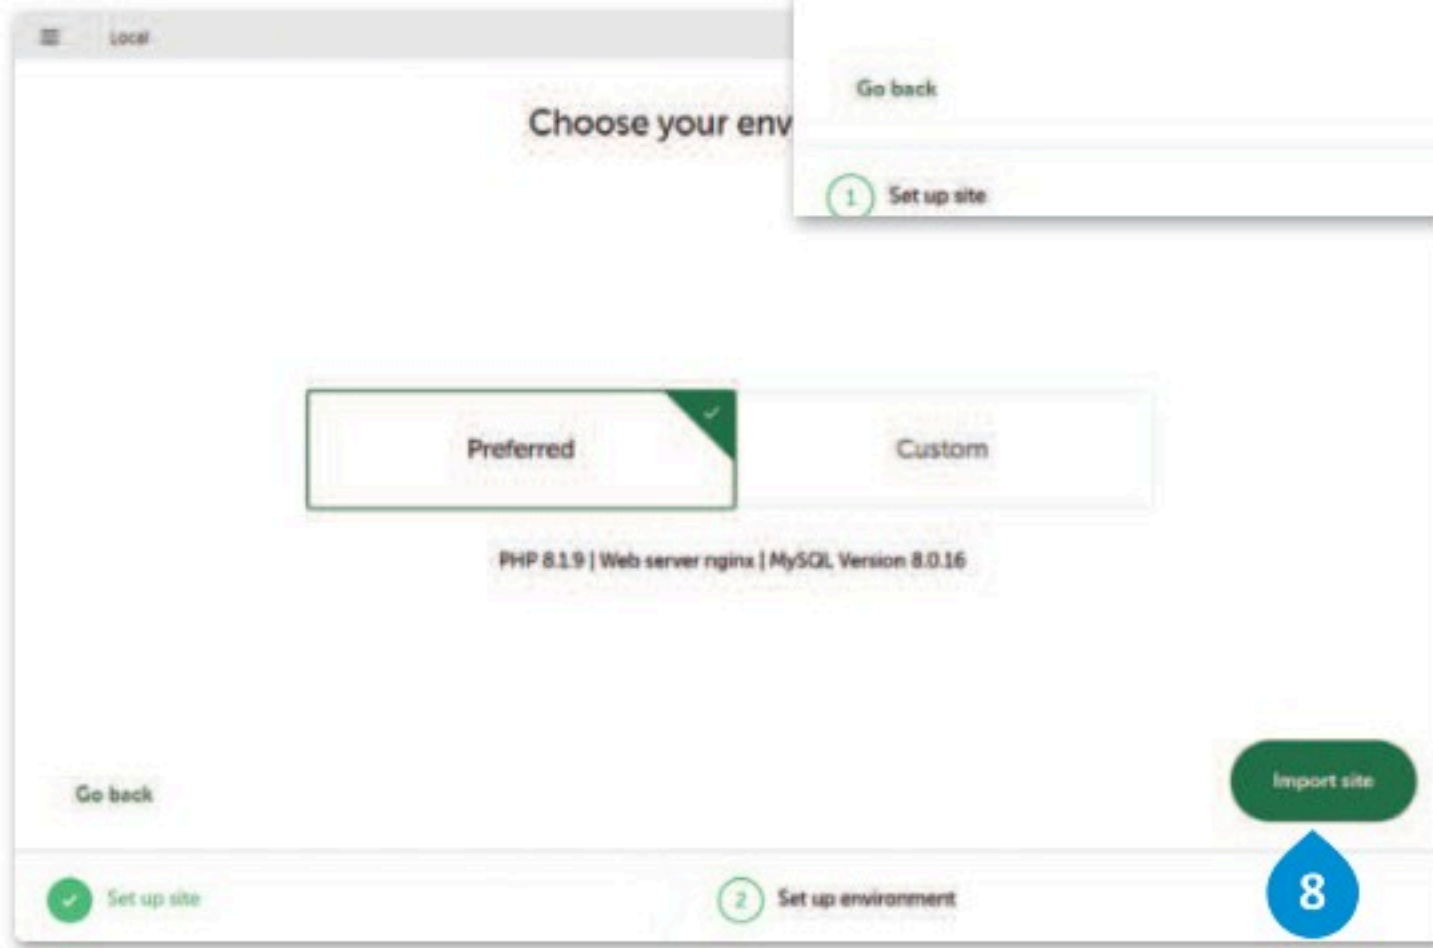 Local
Go back
Choose your env
1 Set up site
Preferred
Custom
PHP 8.1.9 | Web server nginx | MySQL Version 8.0.16
Import site
Go back
Set up site
2 Set up environment
8